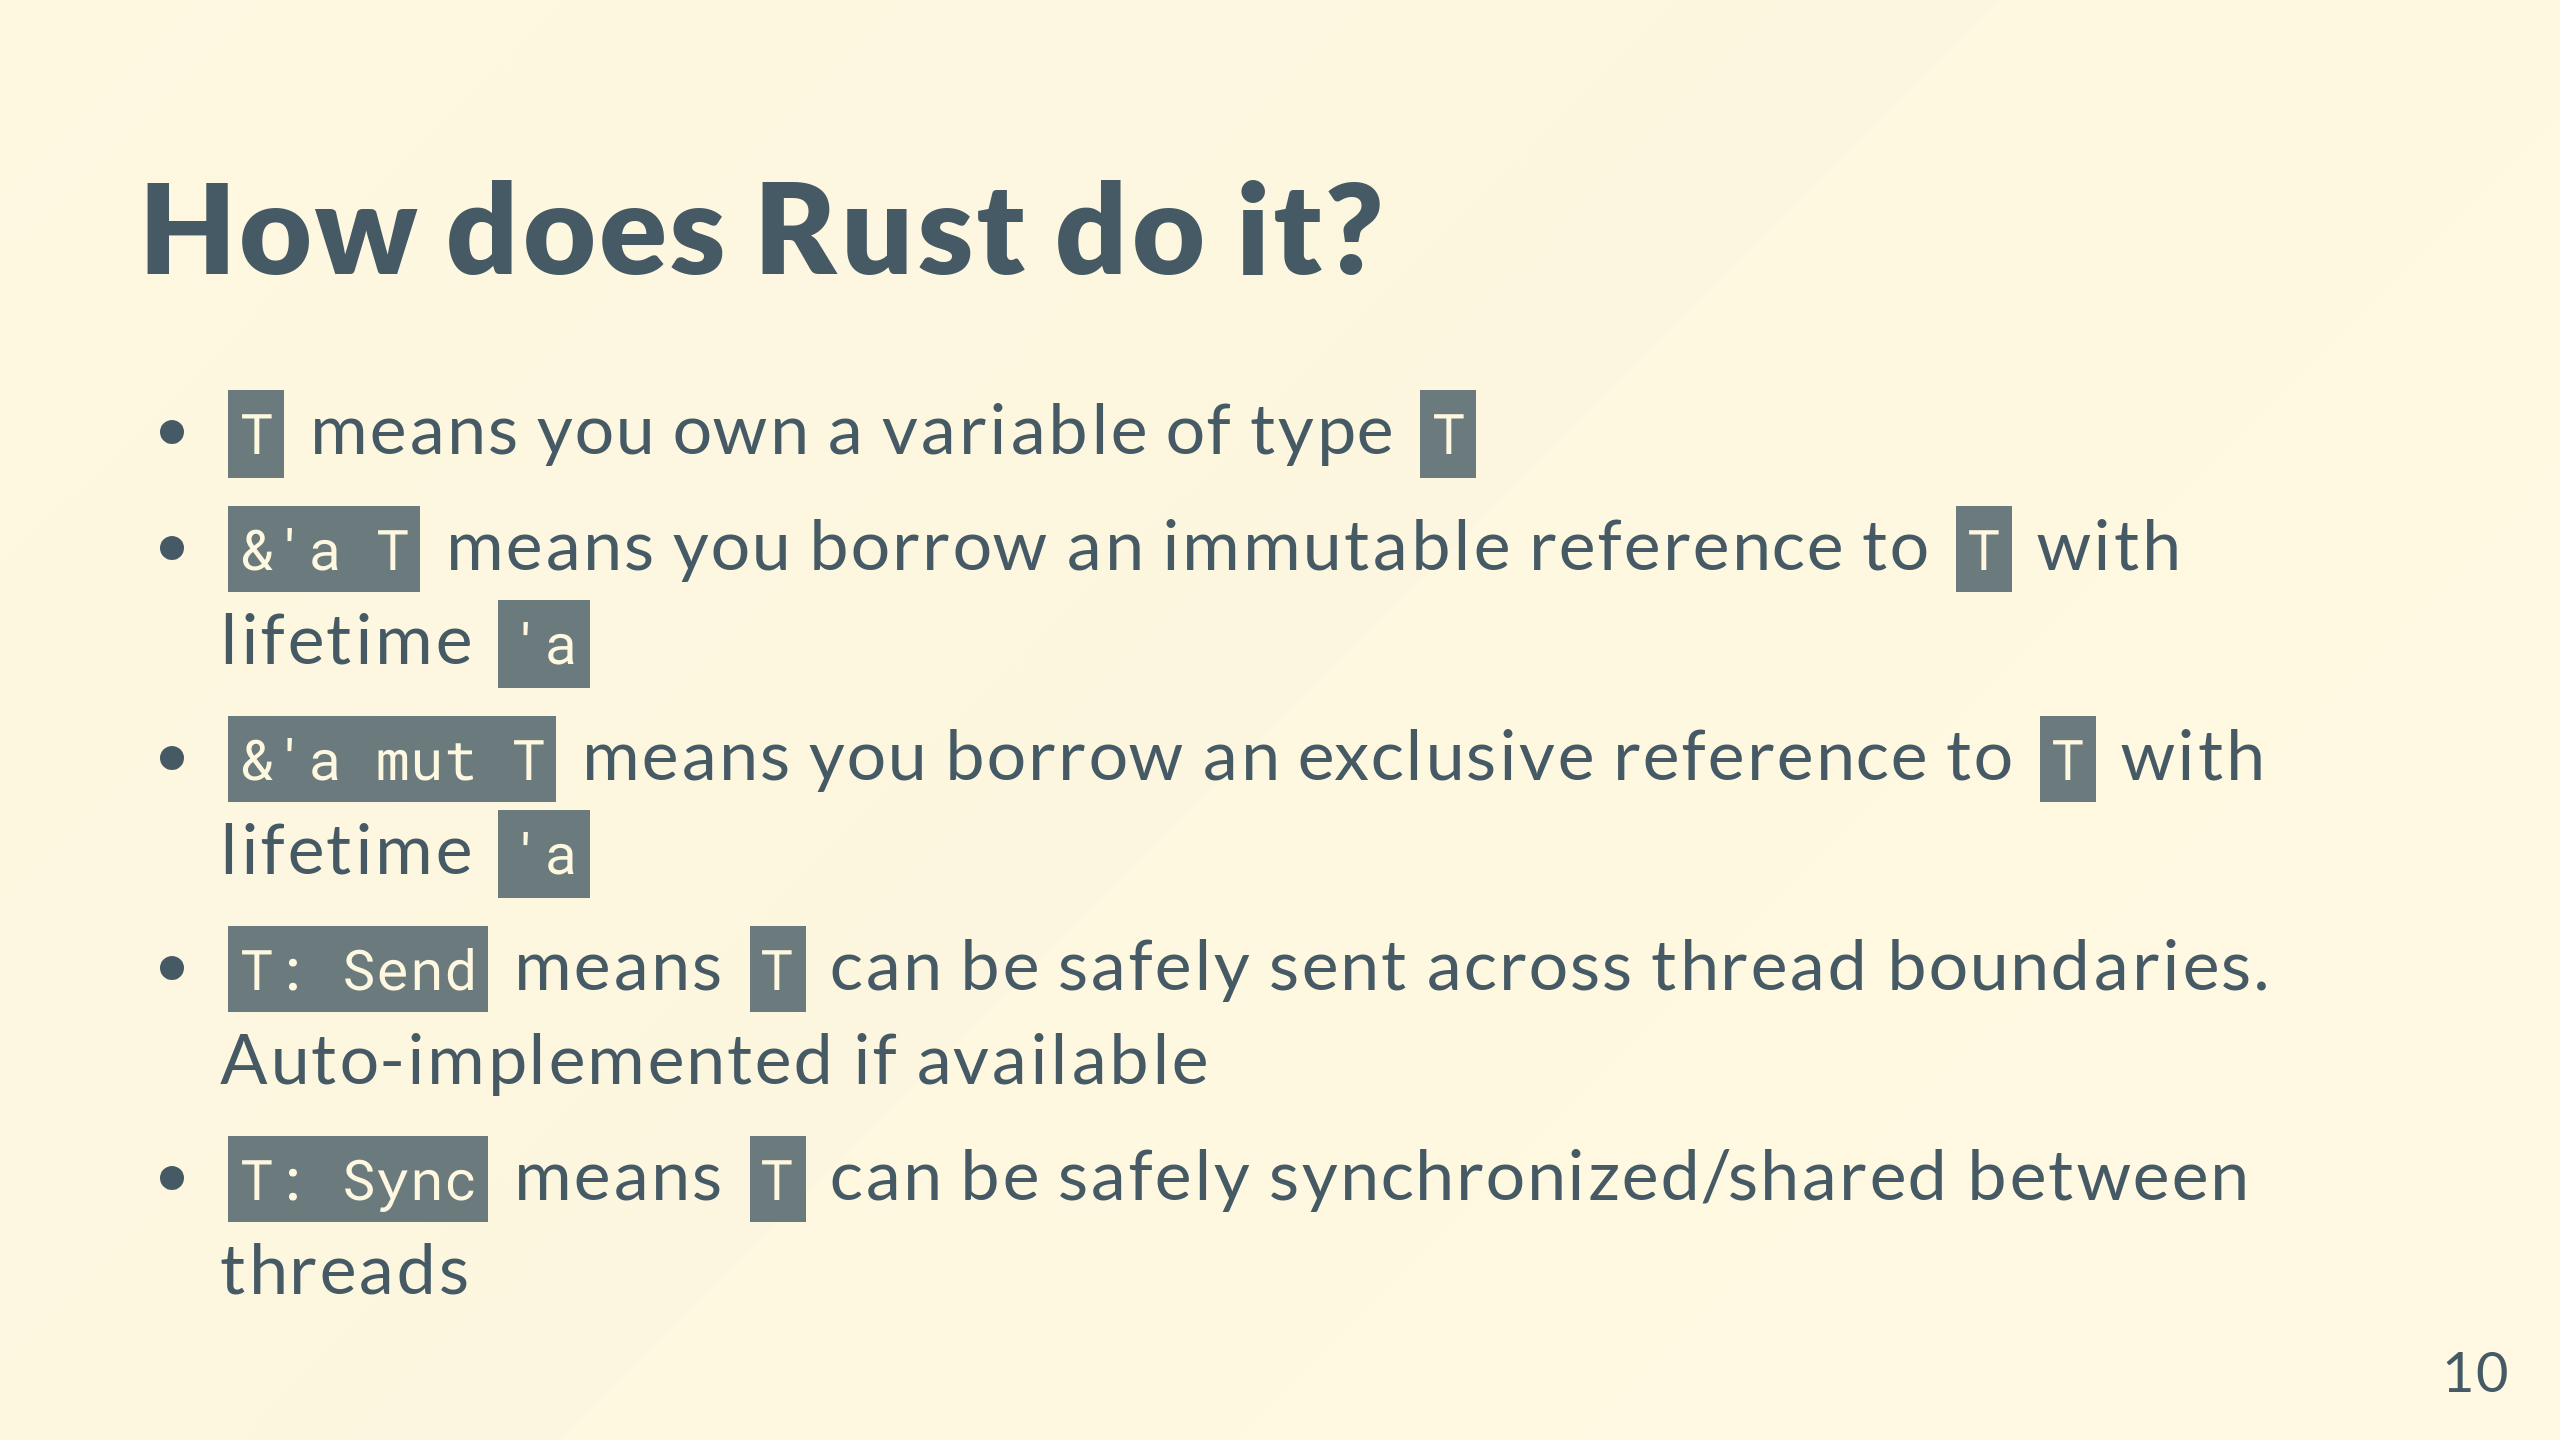 How does Rust do it?
• T means you own a variable of type T
• &'a T means you borrow an immutable reference to T with
lifetime 'a
• &'a mut T means you borrow an exclusive reference to T with
lifetime 'a
• T: Send means T can be safely sent across thread boundaries.
Auto-implemented if available
• T: Sync means T can be safely synchronized/shared between
threads
10